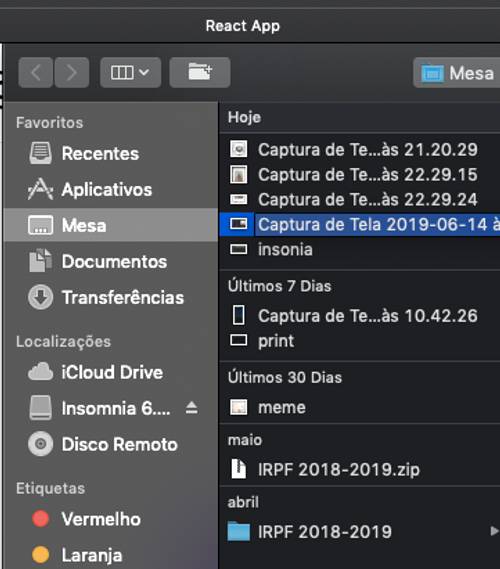 React App
Mesa
Favoritos
Recentes
Aplicativos
Mesa
Documentos
Transferências
Localizações
iCloud Drive
Insomnia 6....
Disco Remoto
Etiquetas
Vermelho
Laranja
Hoje
Captura de Te...às 21.20.29
Captura de Te...às 22.29.15
Captura de Te...às 22.29.24
Captura de Tela 2019-06-14 à
insonia
Últimos 7 Dias
Captura de Te...às 10.42.26
print
Últimos 30 Dias
meme
maio
IRPF 2018-2019.zip
abril
IRPF 2018-2019